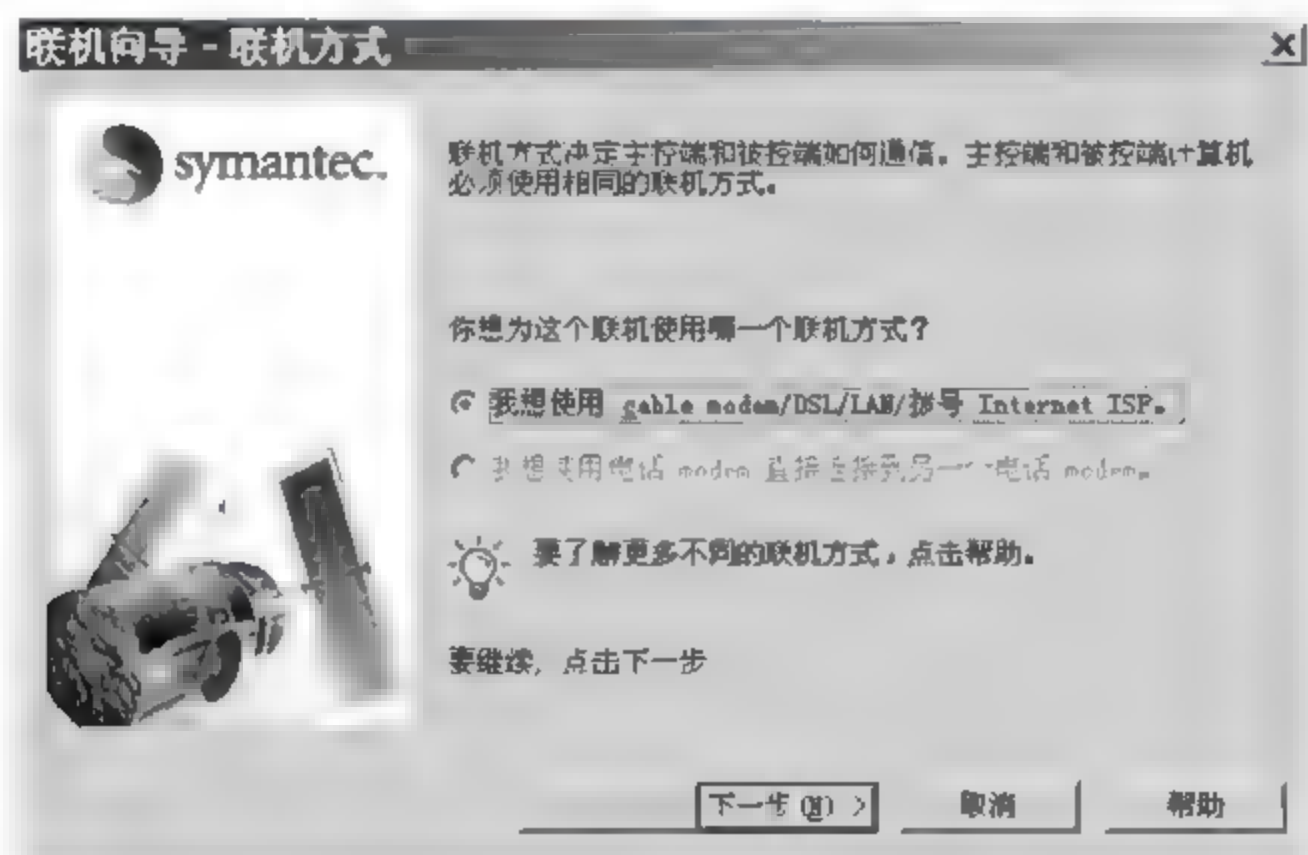 联机向导 - 联机方式
symantec.
联机方式决定主控端和被控端如何通信。主控端和被控端计算机
必须使用相同的联机方式。
你想为这个联机使用哪一个联机方式？
我想使用 cable modem/DSL/LAN/拨号 Internet ISP。
我想使用电话 modem 直接连接到另一个电话 modem。
要了解更多不同的联机方式，点击帮助。
要继续，点击下一步
下一步(N) >
取消
帮助